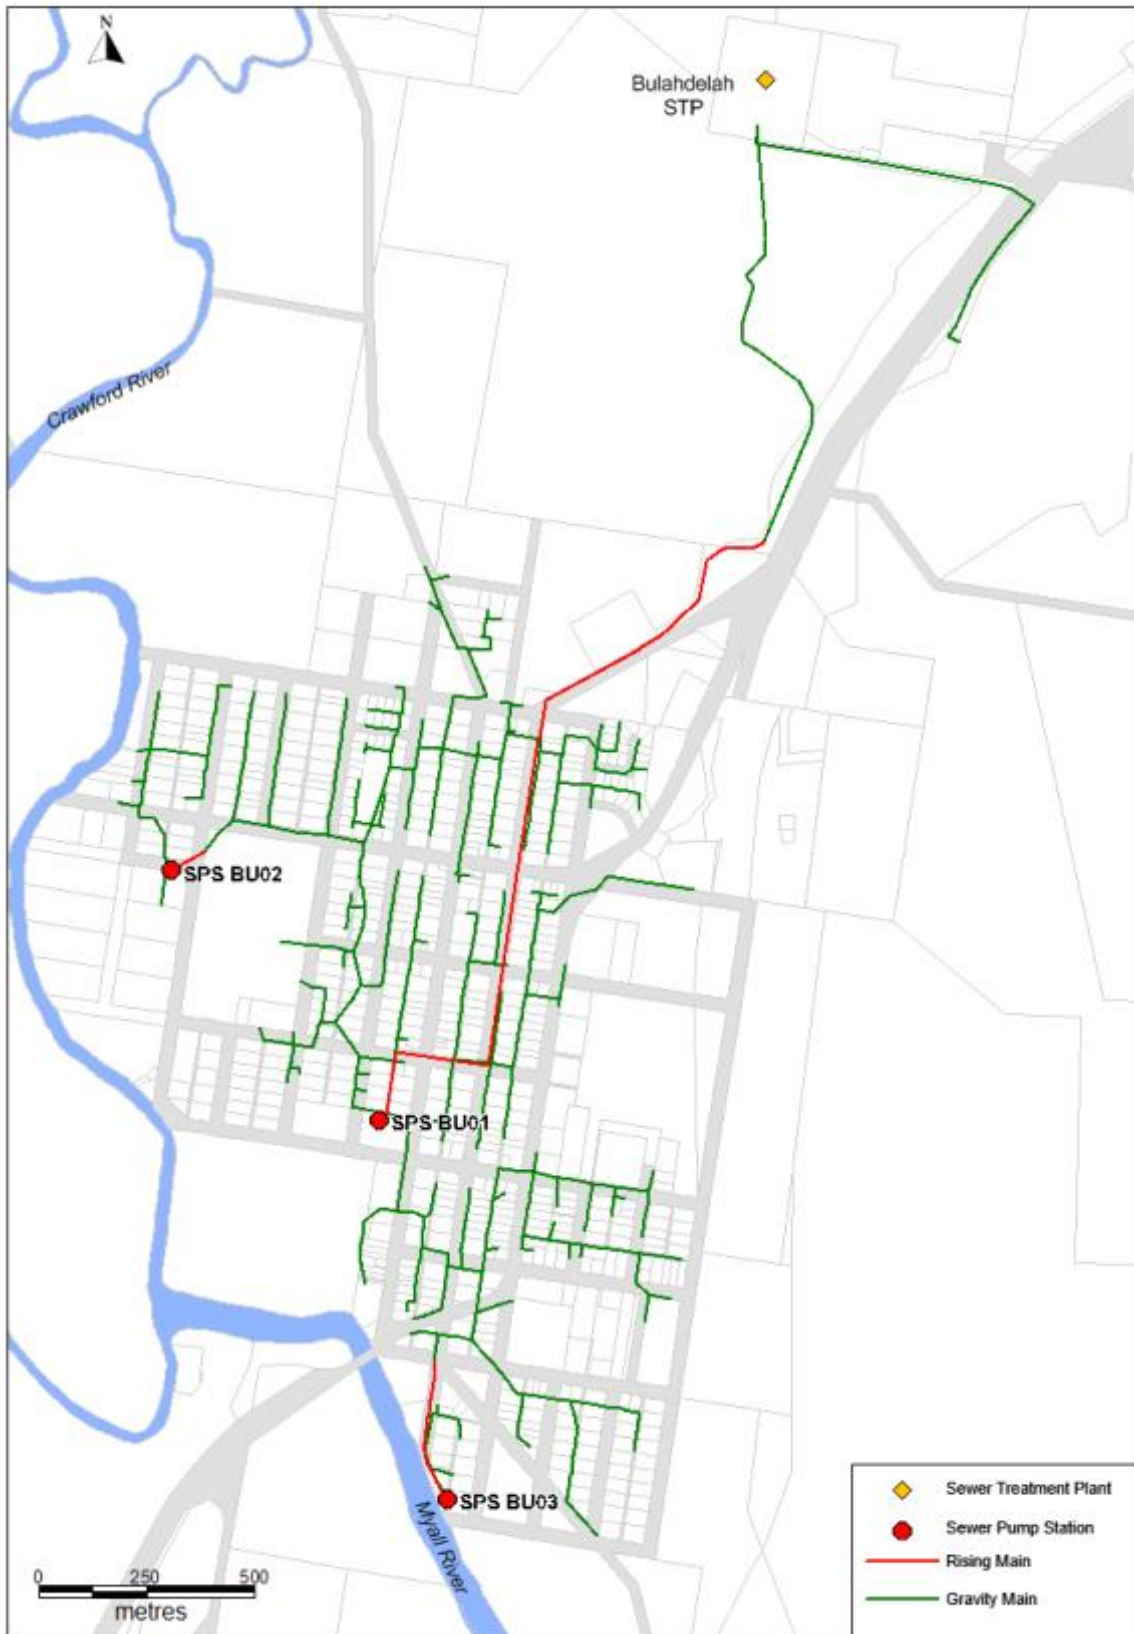 N
Bulahdelah
STP
Crawford River
SPS BU02
SPS BU01
SPS BU03
Myall River
0 250 500
metres
Sewer Treatment Plant
Sewer Pump Station
Rising Main
Gravity Main